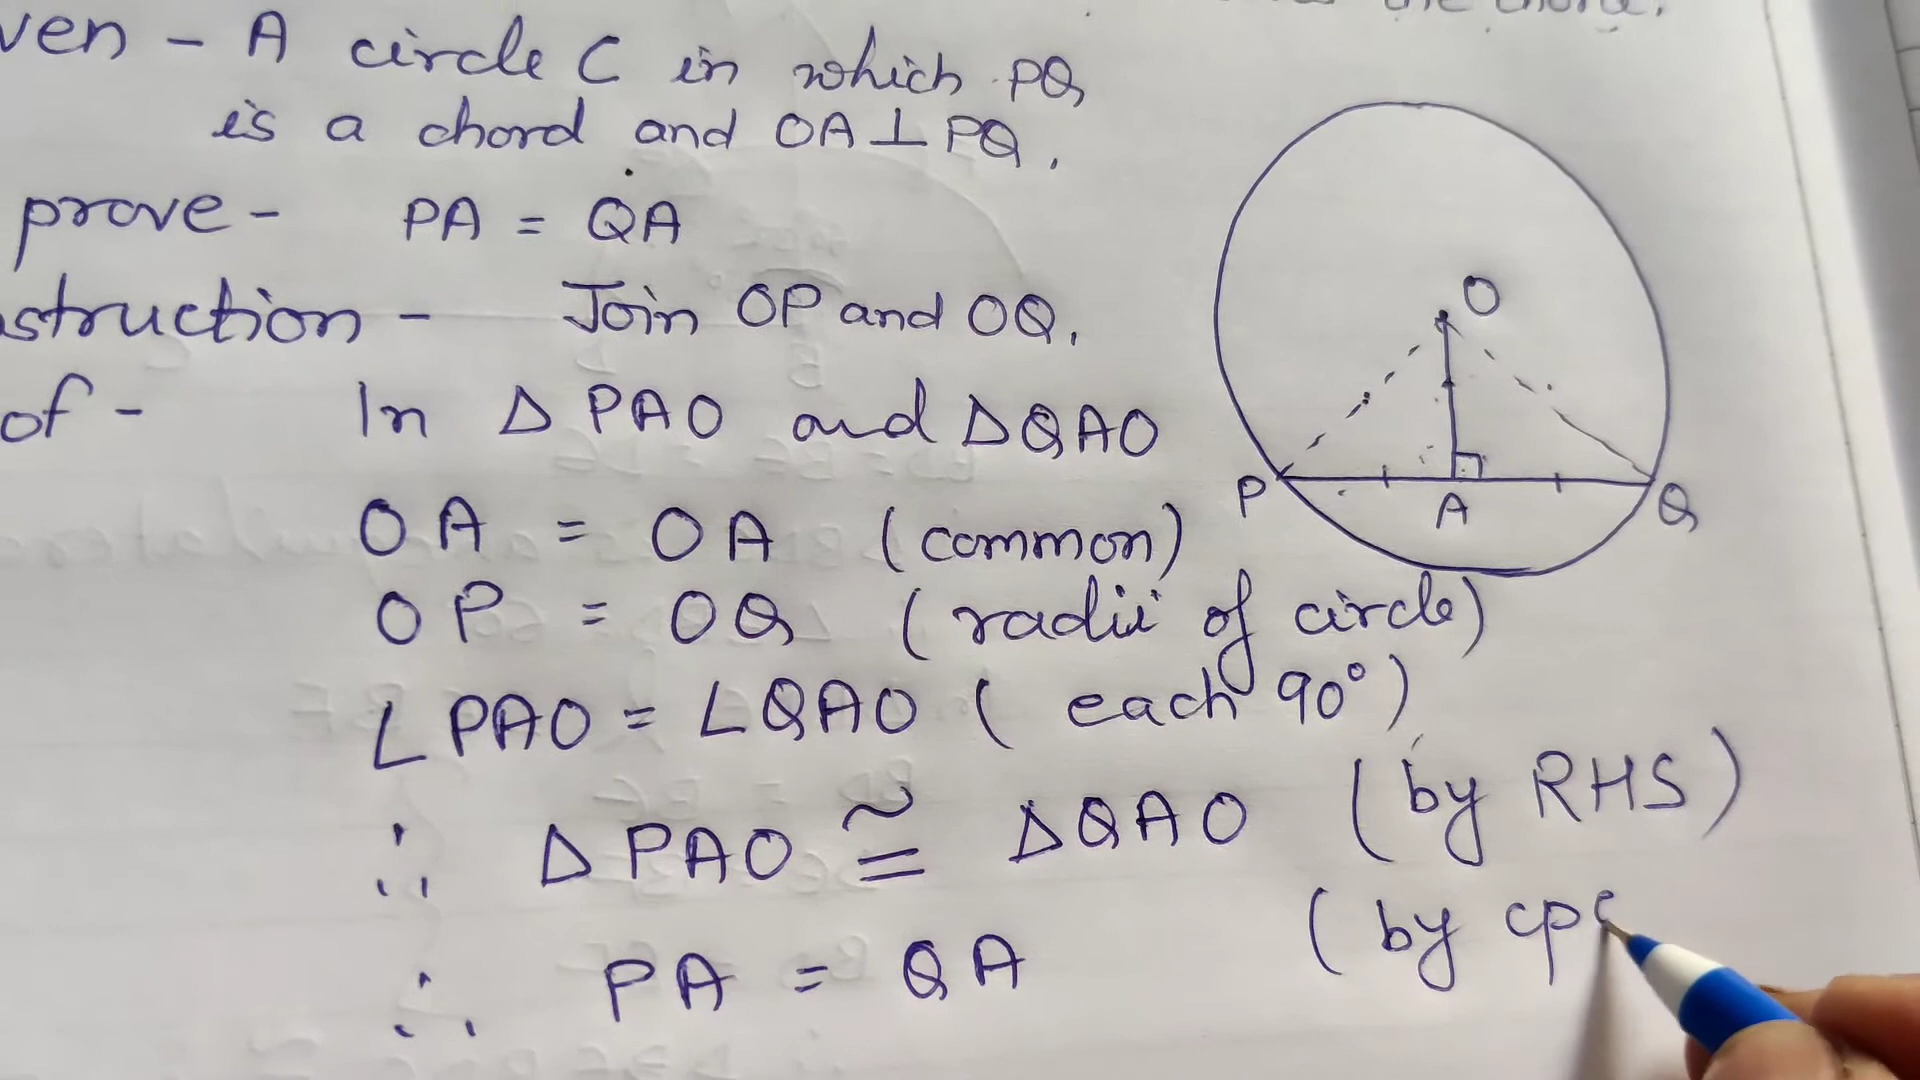 ven - A circle C in which PQ
is a chord and OA ⊥ PQ.
prove - PA = QA
struction - Join OP and OQ.
of - In Δ PAO and Δ QAO
OA = OA (common)
OP = OQ (radii of circle)
∠PAO = ∠QAO (each 90°)
∴ Δ PAO ≅ Δ QAO (by RHS)
∴ PA = QA (by cpc
O
P
A
Q